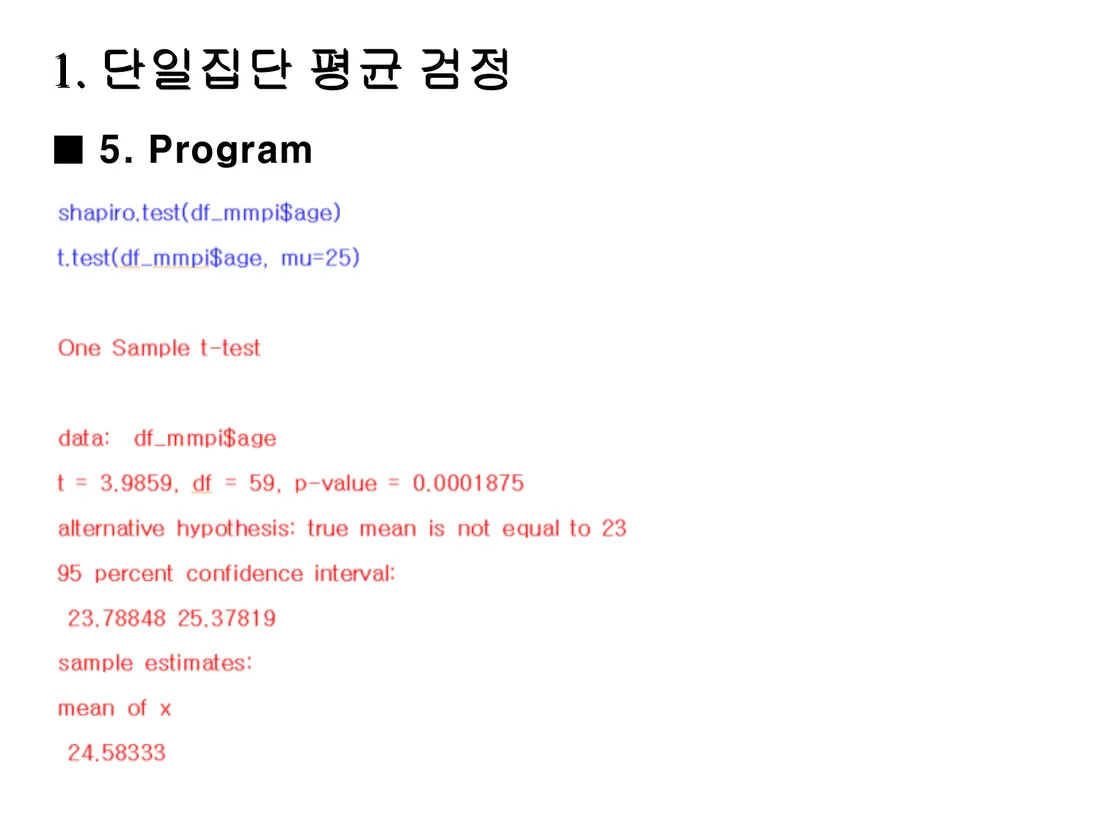 1. 단일집단 평균 검정
■ 5. Program
shapiro.test(df_mmpi$age)
t.test(df_mmpi$age, mu=25)
One Sample t-test
data: df_mmpi$age
t = 3.9859, df = 59, p-value = 0.0001875
alternative hypothesis: true mean is not equal to 23
95 percent confidence interval:
23.78848 25.37819
sample estimates:
mean of x
24.58333